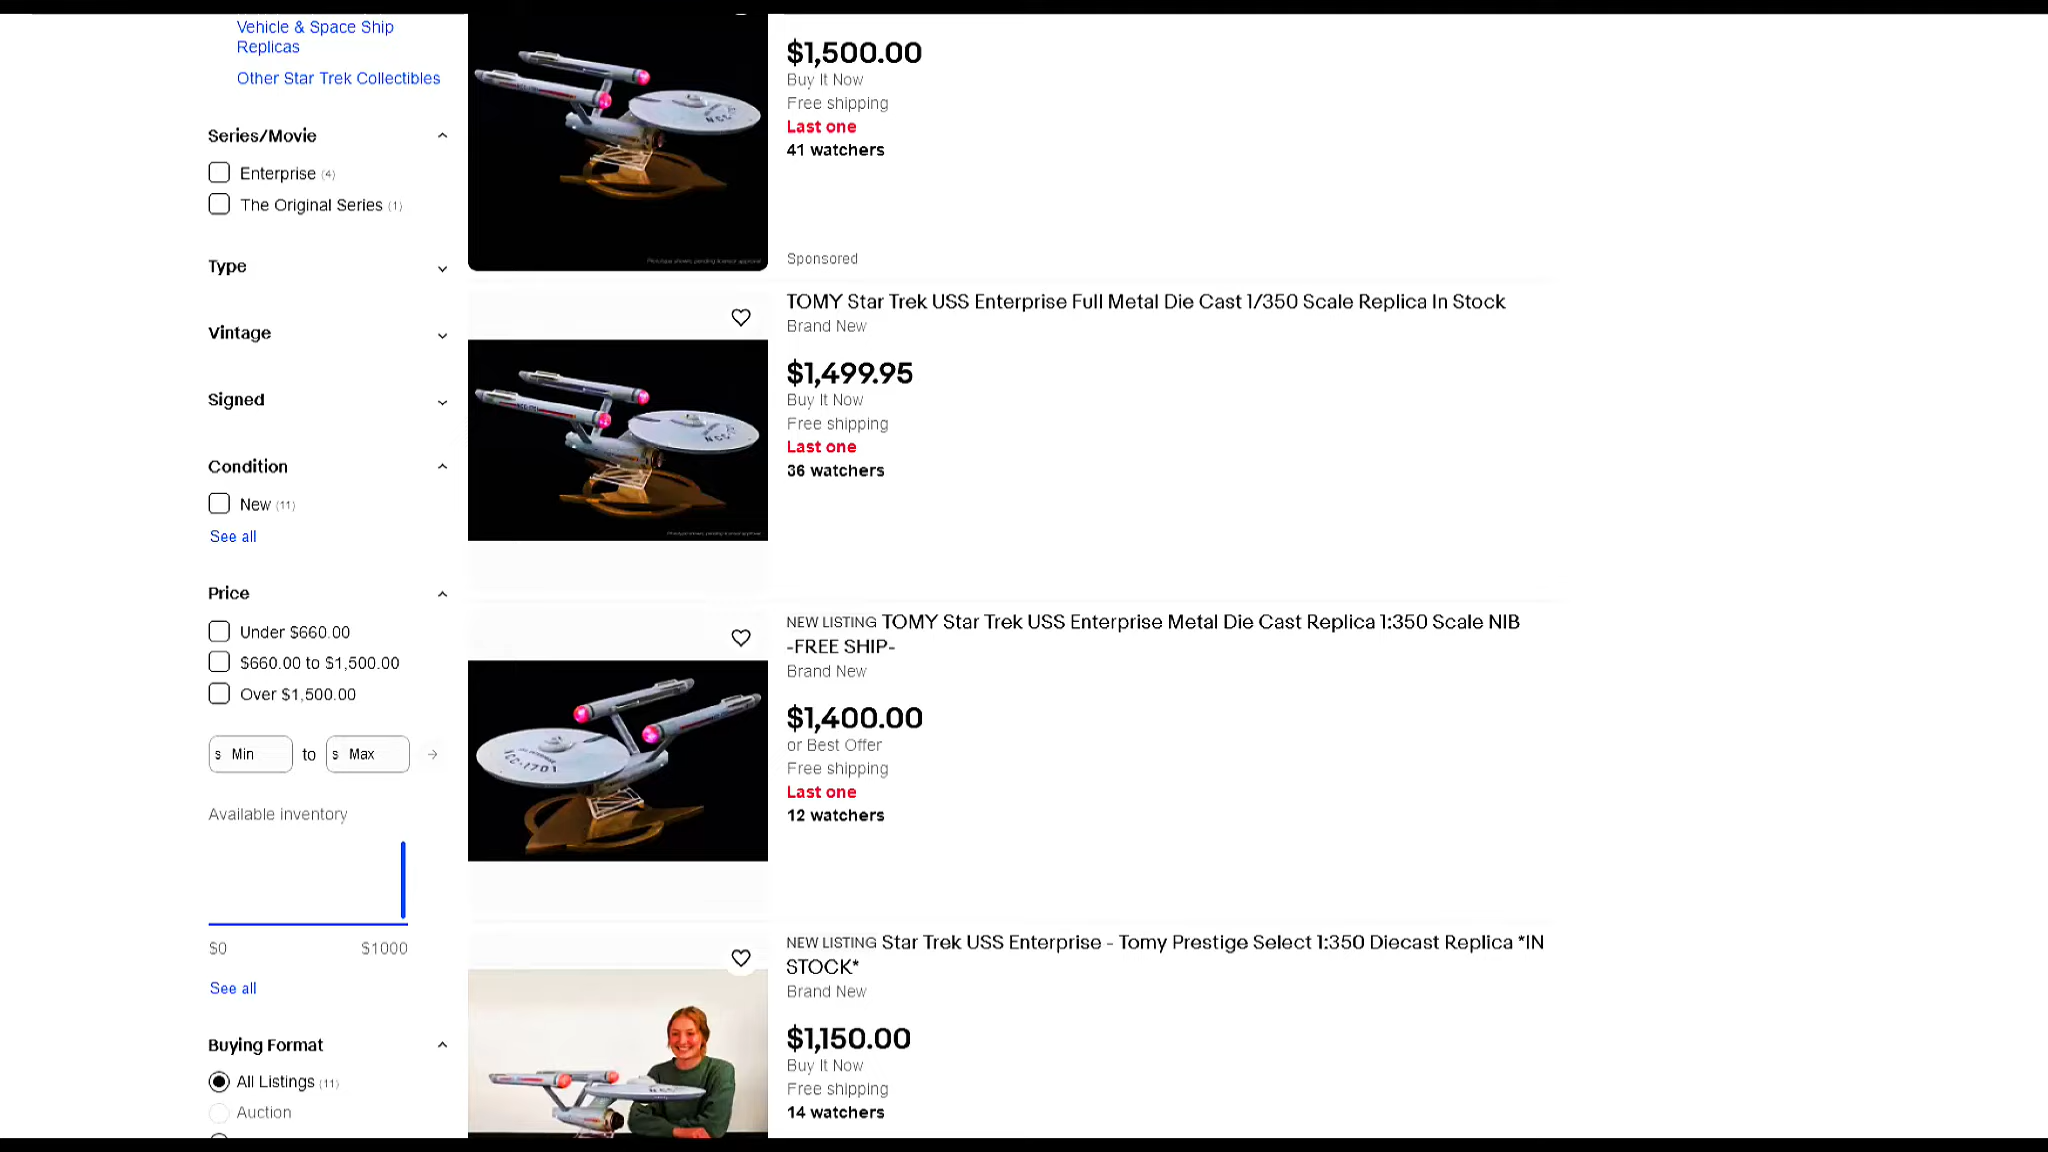 Vehicle & Space Ship
Replicas
Other Star Trek Collectibles
Series/Movie
Enterprise (4)
The Original Series (1)
Type
Vintage
Signed
Condition
New (11)
See all
Price
Under $660.00
$660.00 to $1,500.00
Over $1,500.00
$ Min to $ Max
Available inventory
$0 $1000
See all
Buying Format
All Listings (11)
Auction
$1,500.00
Buy It Now
Free shipping
Last one
41 watchers
Sponsored
TOMY Star Trek USS Enterprise Full Metal Die Cast 1/350 Scale Replica In Stock
Brand New
$1,499.95
Buy It Now
Free shipping
Last one
36 watchers
NEW LISTING TOMY Star Trek USS Enterprise Metal Die Cast Replica 1:350 Scale NIB
-FREE SHIP-
Brand New
$1,400.00
or Best Offer
Free shipping
Last one
12 watchers
NCC-1701
NEW LISTING Star Trek USS Enterprise - Tomy Prestige Select 1:350 Diecast Replica *IN
STOCK*
Brand New
$1,150.00
Buy It Now
Free shipping
14 watchers